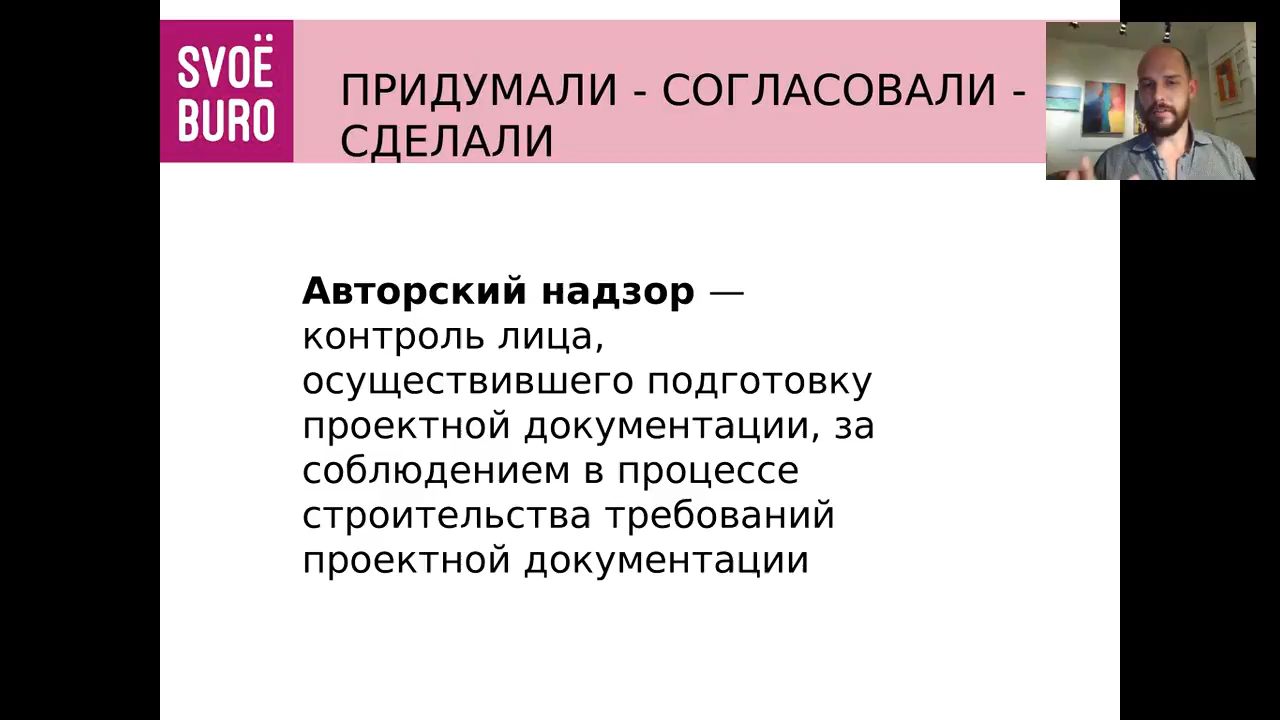 SVOЁ
BURO
ПРИДУМАЛИ - СОГЛАСОВАЛИ -
СДЕЛАЛИ
Авторский надзор —
контроль лица,
осуществившего подготовку
проектной документации, за
соблюдением в процессе
строительства требований
проектной документации